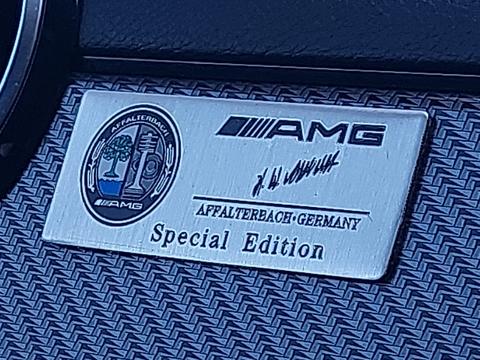 AFFALTERBACH
AMG
AMG
AFFALTERBACH·GERMANY
Special Edition